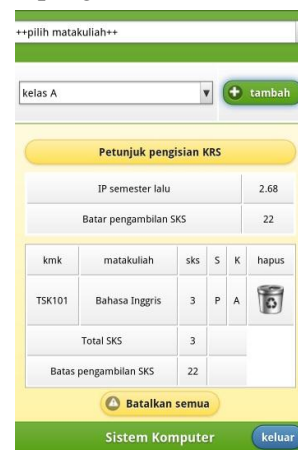 ++pilih matakuliah++
kelas A
tambah
Petunjuk pengisian KRS
IP semester lalu 2.68
Batar pengambilan SKS 22
kmk matakuliah sks S K hapus
TSK101 Bahasa Inggris 3 P A
Total SKS 3
Batas pengambilan SKS 22
Batalkan semua
Sistem Komputer
keluar